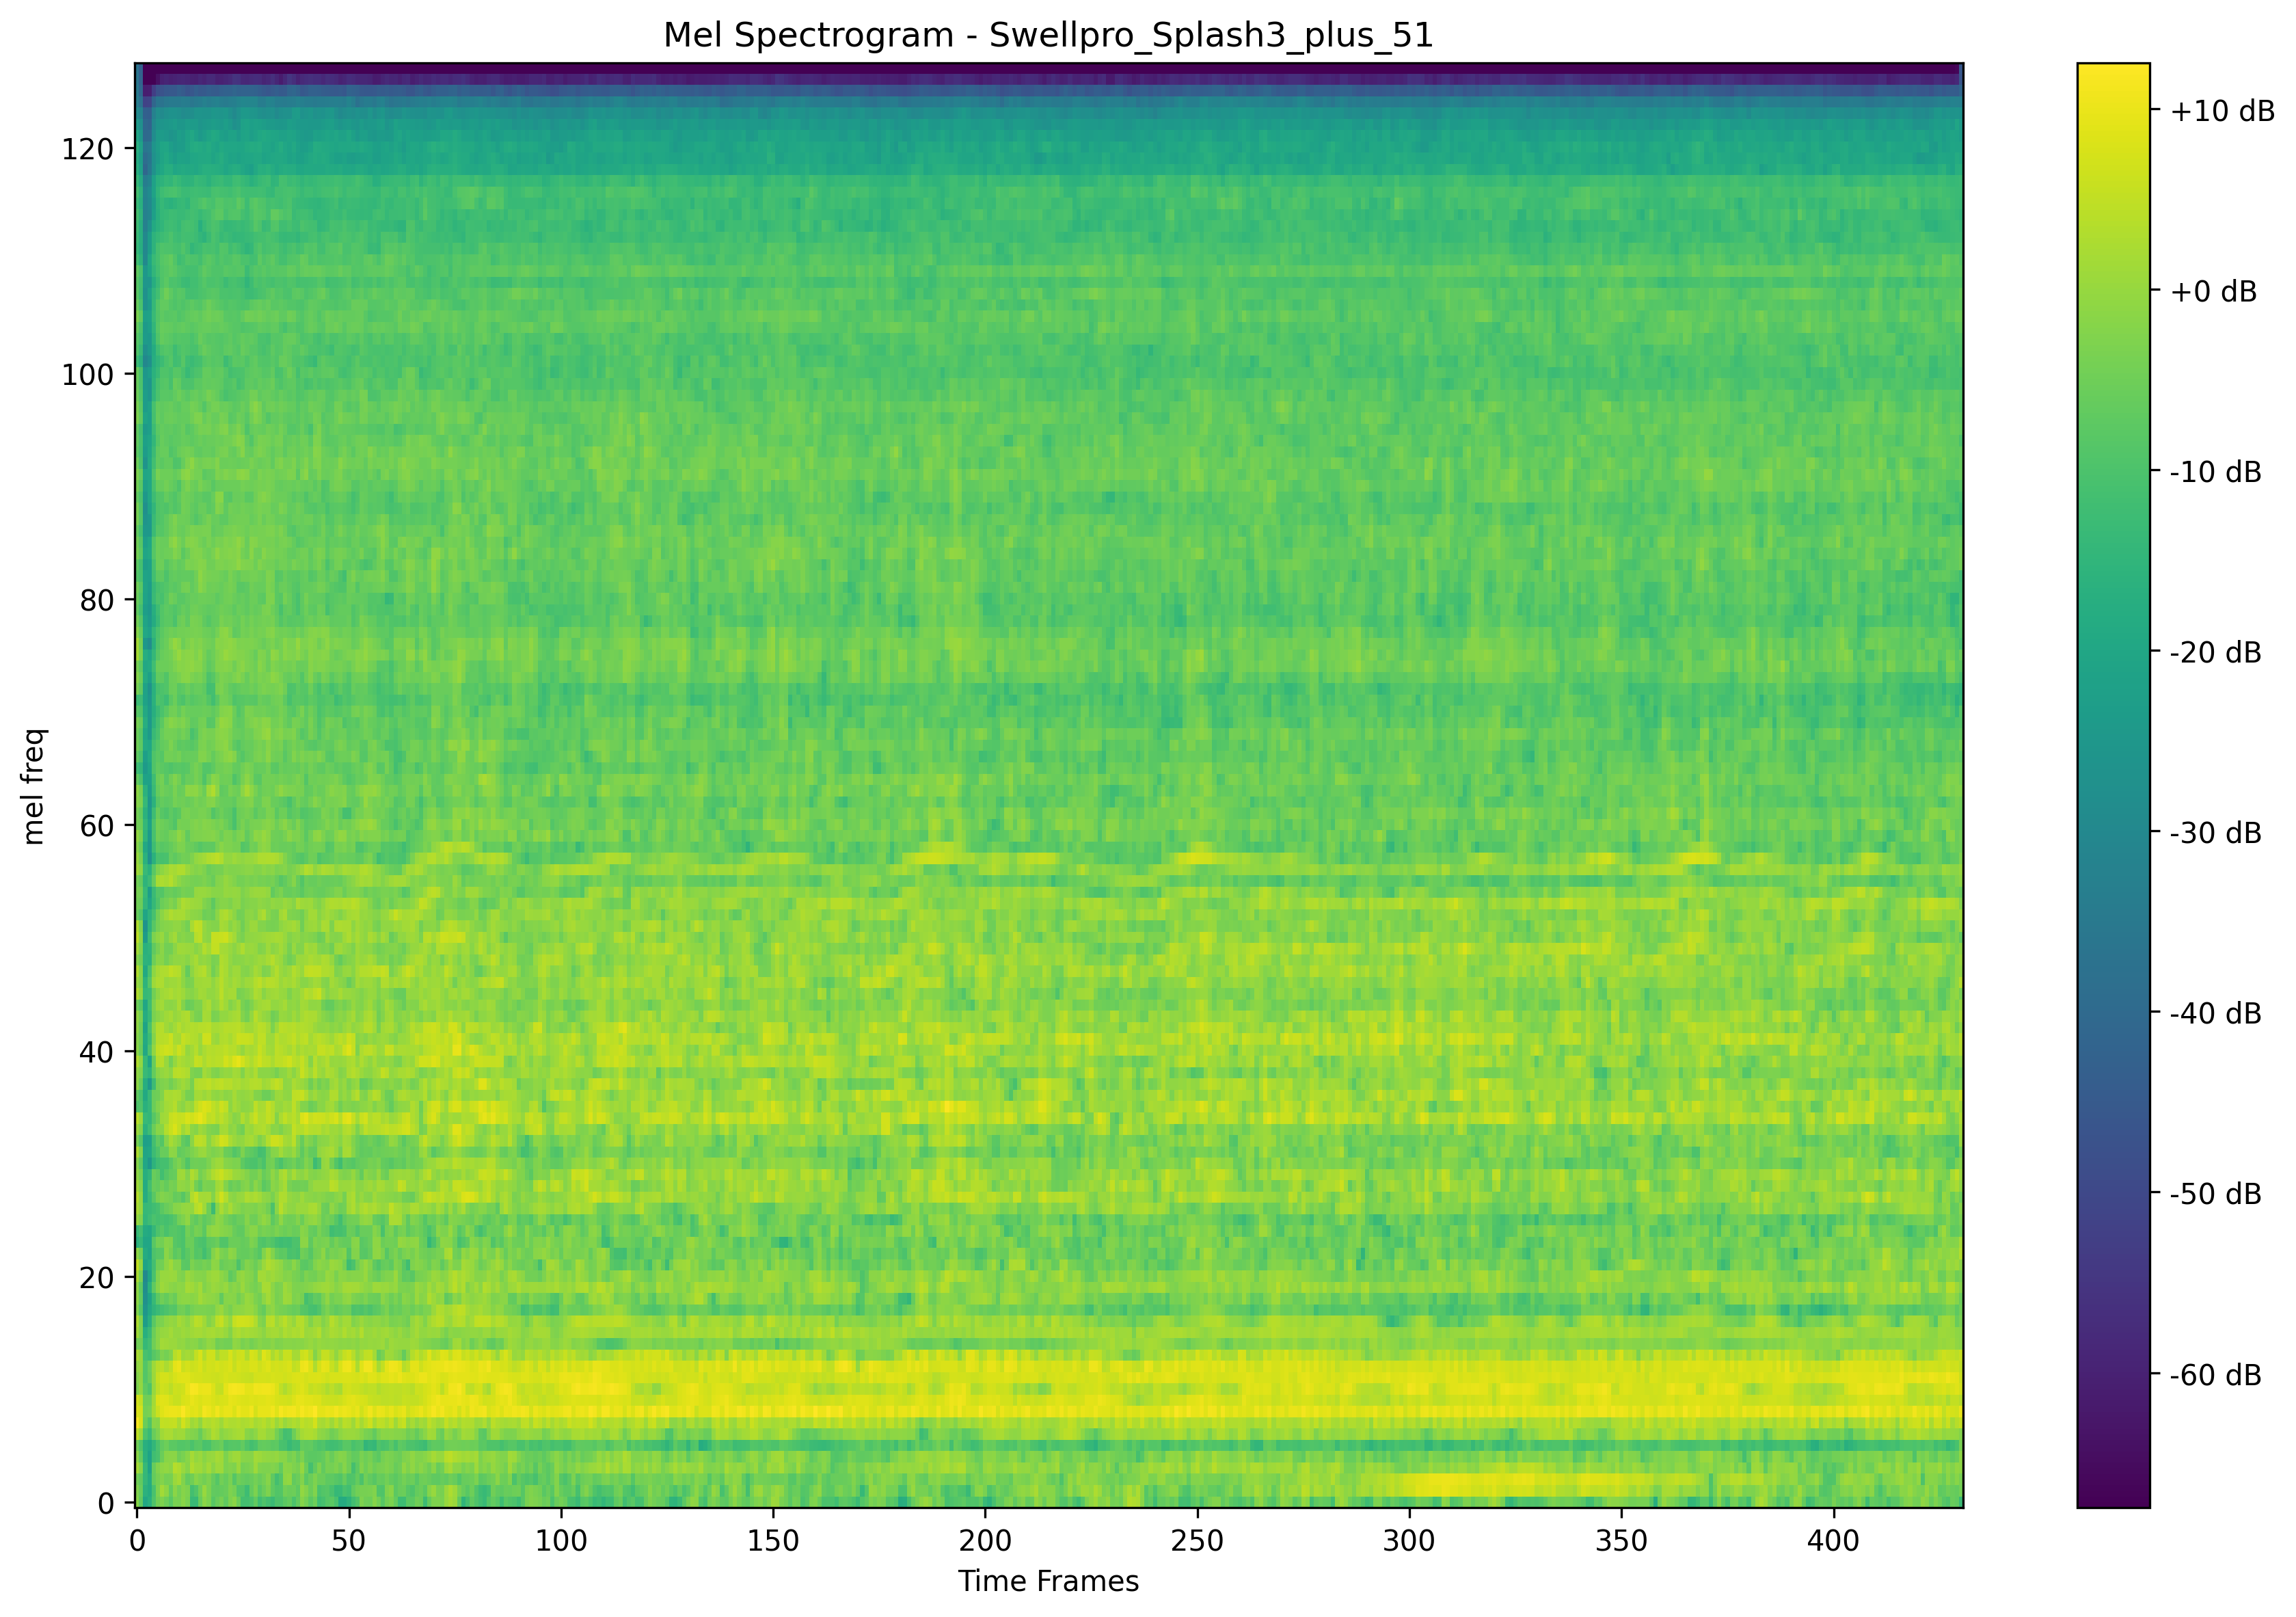 Mel Spectrogram - Swellpro_Splash3_plus_51
120
100
80
60
40
20
0
mel freq
0 50 100 150 200 250 300 350 400
Time Frames
+10 dB
+0 dB
-10 dB
-20 dB
-30 dB
-40 dB
-50 dB
-60 dB